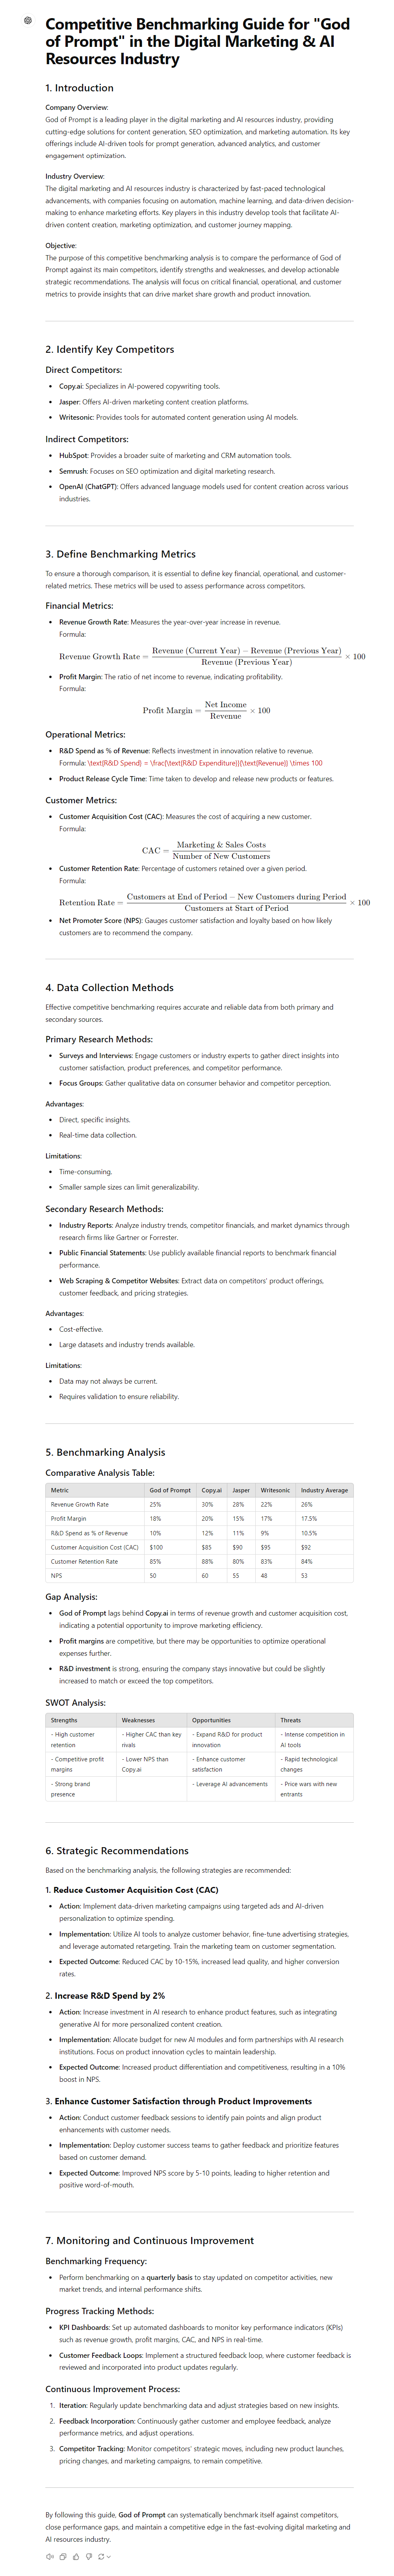 Competitive Benchmarking Guide for "God
of Prompt" in the Digital Marketing & AI
Resources Industry
1. Introduction
Company Overview:
God of Prompt is a leading player in the digital marketing and AI resources industry, providing
cutting-edge solutions for content generation, SEO optimization, and marketing automation. Its key
offerings include AI-driven tools for prompt generation, advanced analytics, and customer
engagement optimization.
Industry Overview:
The digital marketing and AI resources industry is characterized by fast-paced technological
advancements, with companies focusing on automation, machine learning, and data-driven decision-
making to enhance marketing efforts. Key players in this industry develop tools that facilitate AI-
driven content creation, marketing optimization, and customer journey mapping.
Objective:
The purpose of this competitive benchmarking analysis is to compare the performance of God of
Prompt against its main competitors, identify strengths and weaknesses, and develop actionable
strategic recommendations. The analysis will focus on critical financial, operational, and customer
metrics to provide insights that can drive market share growth and product innovation.
2. Identify Key Competitors
Direct Competitors:
• Copy.ai: Specializes in AI-powered copywriting tools.
• Jasper: Offers AI-driven marketing content creation platforms.
• Writesonic: Provides tools for automated content generation using AI models.
Indirect Competitors:
• HubSpot: Provides a broader suite of marketing and CRM automation tools.
• Semrush: Focuses on SEO optimization and digital marketing research.
• OpenAI (ChatGPT): Offers advanced language models used for content creation across various
industries.
3. Define Benchmarking Metrics
To ensure a thorough comparison, it is essential to define key financial, operational, and customer-
related metrics. These metrics will be used to assess performance across competitors.
Financial Metrics:
• Revenue Growth Rate: Measures the year-over-year increase in revenue.
Formula:
Revenue Growth Rate = Revenue (Current Year) − Revenue (Previous Year) / Revenue (Previous Year) × 100
• Profit Margin: The ratio of net income to revenue, indicating profitability.
Formula:
Profit Margin = Net Income / Revenue × 100
Operational Metrics:
• R&D Spend as % of Revenue: Reflects investment in innovation relative to revenue.
Formula: \text{R&D Spend} = \frac{\text{R&D Expenditure}}{\text{Revenue}} \times 100
• Product Release Cycle Time: Time taken to develop and release new products or features.
Customer Metrics:
• Customer Acquisition Cost (CAC): Measures the cost of acquiring a new customer.
Formula:
CAC = Marketing & Sales Costs / Number of New Customers
• Customer Retention Rate: Percentage of customers retained over a given period.
Formula:
Retention Rate = Customers at End of Period − New Customers during Period / Customers at Start of Period × 100
• Net Promoter Score (NPS): Gauges customer satisfaction and loyalty based on how likely
customers are to recommend the company.
4. Data Collection Methods
Effective competitive benchmarking requires accurate and reliable data from both primary and
secondary sources.
Primary Research Methods:
• Surveys and Interviews: Engage customers or industry experts to gather direct insights into
customer satisfaction, product preferences, and competitor performance.
• Focus Groups: Gather qualitative data on consumer behavior and competitor perception.
Advantages:
• Direct, specific insights.
• Real-time data collection.
Limitations:
• Time-consuming.
• Smaller sample sizes can limit generalizability.
Secondary Research Methods:
• Industry Reports: Analyze industry trends, competitor financials, and market dynamics through
research firms like Gartner or Forrester.
• Public Financial Statements: Use publicly available financial reports to benchmark financial
performance.
• Web Scraping & Competitor Websites: Extract data on competitors' product offerings,
customer feedback, and pricing strategies.
Advantages:
• Cost-effective.
• Large datasets and industry trends available.
Limitations:
• Data may not always be current.
• Requires validation to ensure reliability.
5. Benchmarking Analysis
Comparative Analysis Table:
Metric God of Prompt Copy.ai Jasper Writesonic Industry Average
Revenue Growth Rate 25% 30% 28% 22% 26%
Profit Margin 18% 20% 15% 17% 17.5%
R&D Spend as % of Revenue 10% 12% 11% 9% 10.5%
Customer Acquisition Cost (CAC) $100 $85 $90 $95 $92
Customer Retention Rate 85% 88% 80% 83% 84%
NPS 50 60 55 48 53
Gap Analysis:
• God of Prompt lags behind Copy.ai in terms of revenue growth and customer acquisition cost,
indicating a potential opportunity to improve marketing efficiency.
• Profit margins are competitive, but there may be opportunities to optimize operational
expenses further.
• R&D investment is strong, ensuring the company stays innovative but could be slightly
increased to match or exceed the top competitors.
SWOT Analysis:
Strengths Weaknesses Opportunities Threats
- High customer retention - Higher CAC than key rivals - Expand R&D for product innovation - Intense competition in AI tools
- Competitive profit margins - Lower NPS than Copy.ai - Enhance customer satisfaction - Rapid technological changes
- Strong brand presence - Leverage AI advancements - Price wars with new entrants
6. Strategic Recommendations
Based on the benchmarking analysis, the following strategies are recommended:
1. Reduce Customer Acquisition Cost (CAC)
• Action: Implement data-driven marketing campaigns using targeted ads and AI-driven
personalization to optimize spending.
• Implementation: Utilize AI tools to analyze customer behavior, fine-tune advertising strategies,
and leverage automated retargeting. Train the marketing team on customer segmentation.
• Expected Outcome: Reduced CAC by 10-15%, increased lead quality, and higher conversion
rates.
2. Increase R&D Spend by 2%
• Action: Increase investment in AI research to enhance product features, such as integrating
generative AI for more personalized content creation.
• Implementation: Allocate budget for new AI modules and form partnerships with AI research
institutions. Focus on product innovation cycles to maintain leadership.
• Expected Outcome: Increased product differentiation and competitiveness, resulting in a 10%
boost in NPS.
3. Enhance Customer Satisfaction through Product Improvements
• Action: Conduct customer feedback sessions to identify pain points and align product
enhancements with customer needs.
• Implementation: Deploy customer success teams to gather feedback and prioritize features
based on customer demand.
• Expected Outcome: Improved NPS score by 5-10 points, leading to higher retention and
positive word-of-mouth.
7. Monitoring and Continuous Improvement
Benchmarking Frequency:
• Perform benchmarking on a quarterly basis to stay updated on competitor activities, new
market trends, and internal performance shifts.
Progress Tracking Methods:
• KPI Dashboards: Set up automated dashboards to monitor key performance indicators (KPIs)
such as revenue growth, profit margins, CAC, and NPS in real-time.
• Customer Feedback Loops: Implement a structured feedback loop, where customer feedback is
reviewed and incorporated into product updates regularly.
Continuous Improvement Process:
1. Iteration: Regularly update benchmarking data and adjust strategies based on new insights.
2. Feedback Incorporation: Continuously gather customer and employee feedback, analyze
performance metrics, and adjust operations.
3. Competitor Tracking: Monitor competitors' strategic moves, including new product launches,
pricing changes, and marketing campaigns, to remain competitive.
By following this guide, God of Prompt can systematically benchmark itself against competitors,
close performance gaps, and maintain a competitive edge in the fast-evolving digital marketing and
AI resources industry.